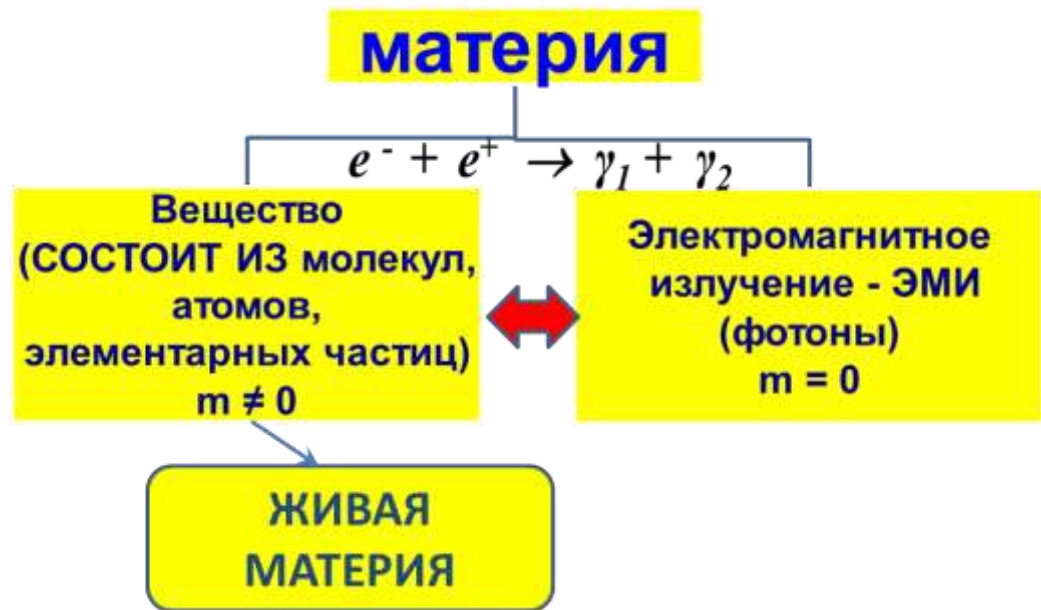 материя
e⁻ + e⁺ → γ₁ + γ₂
Вещество
(СОСТОИТ ИЗ молекул,
атомов,
элементарных частиц)
m ≠ 0
Электромагнитное
излучение - ЭМИ
(фотоны)
m = 0
ЖИВАЯ
МАТЕРИЯ